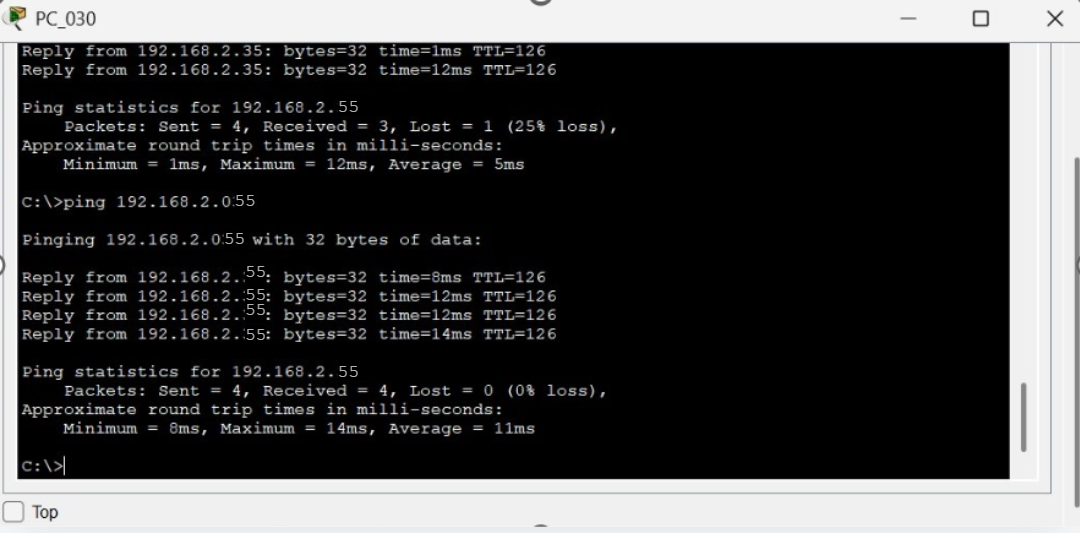 PC_030
Reply from 192.168.2.35: bytes=32 time=1ms TTL=126
Reply from 192.168.2.35: bytes=32 time=12ms TTL=126
Ping statistics for 192.168.2.55
Packets: Sent = 4, Received = 3, Lost = 1 (25% loss),
Approximate round trip times in milli-seconds:
Minimum = 1ms, Maximum = 12ms, Average = 5ms
C:\>ping 192.168.2.0:55
Pinging 192.168.2.0:55 with 32 bytes of data:
Reply from 192.168.2.:55: bytes=32 time=8ms TTL=126
Reply from 192.168.2.:55: bytes=32 time=12ms TTL=126
Reply from 192.168.2.:55: bytes=32 time=12ms TTL=126
Reply from 192.168.2.:55: bytes=32 time=14ms TTL=126
Ping statistics for 192.168.2.55
Packets: Sent = 4, Received = 4, Lost = 0 (0% loss),
Approximate round trip times in milli-seconds:
Minimum = 8ms, Maximum = 14ms, Average = 11ms
C:\>
Top